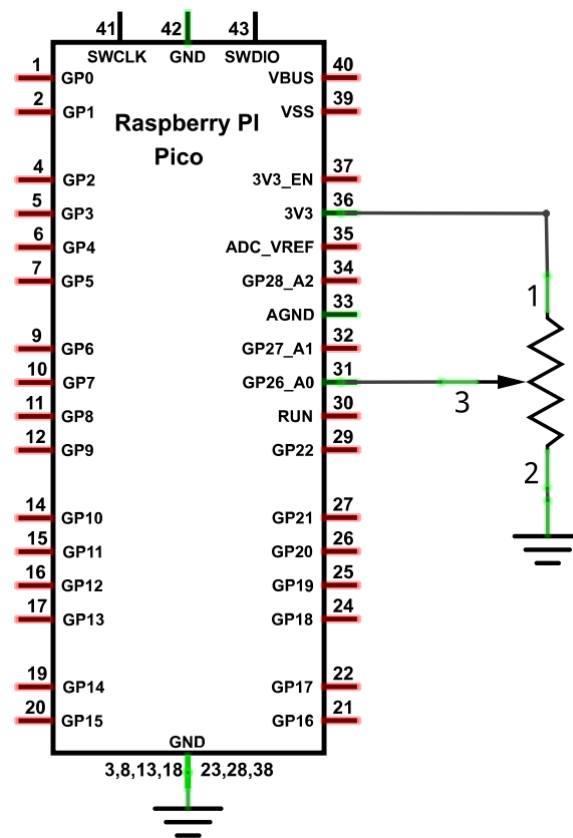 41 42 43
SWCLK GND SWDIO
1 GP0 VBUS 40
2 GP1 VSS 39
Raspberry PI
Pico
4 GP2 3V3_EN 37
5 GP3 3V3 36
6 GP4 ADC_VREF 35
7 GP5 GP28_A2 34
AGND 33
1
9 GP6 GP27_A1 32
10 GP7 GP26_A0 31
3
11 GP8 RUN 30
12 GP9 GP22 29
2
14 GP10 GP21 27
15 GP11 GP20 26
16 GP12 GP19 25
17 GP13 GP18 24
19 GP14 GP17 22
20 GP15 GP16 21
GND
3,8,13,18 23,28,38